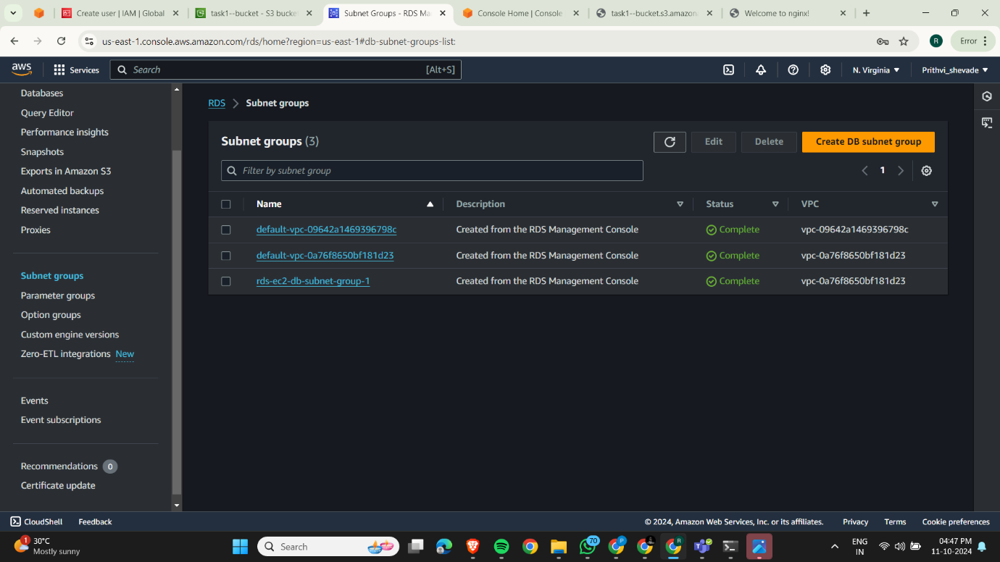 Create user | IAM | Global
task1--bucket - S3 bucke
Subnet Groups - RDS Ma
Console Home | Console
task1--bucket.s3.amazon
Welcome to nginx!
us-east-1.console.aws.amazon.com/rds/home?region=us-east-1#db-subnet-groups-list:
R
Error
aws
Services
Search
[Alt+S]
N. Virginia
Prithvi_shevade
Databases
Query Editor
Performance insights
Snapshots
Exports in Amazon S3
Automated backups
Reserved instances
Proxies
Subnet groups
Parameter groups
Option groups
Custom engine versions
Zero-ETL integrations New
Events
Event subscriptions
Recommendations 0
Certificate update
RDS > Subnet groups
Subnet groups (3)
Edit
Delete
Create DB subnet group
Filter by subnet group
1
Name Description Status VPC
default-vpc-09642a1469396798c Created from the RDS Management Console Complete vpc-09642a1469396798c
default-vpc-0a76f8650bf181d23 Created from the RDS Management Console Complete vpc-0a76f8650bf181d23
rds-ec2-db-subnet-group-1 Created from the RDS Management Console Complete vpc-0a76f8650bf181d23
CloudShell
Feedback
© 2024, Amazon Web Services, Inc. or its affiliates.
Privacy
Terms
Cookie preferences
1
30°C
Mostly sunny
Search
70
P
R
ENG
IN
04:47 PM
11-10-2024